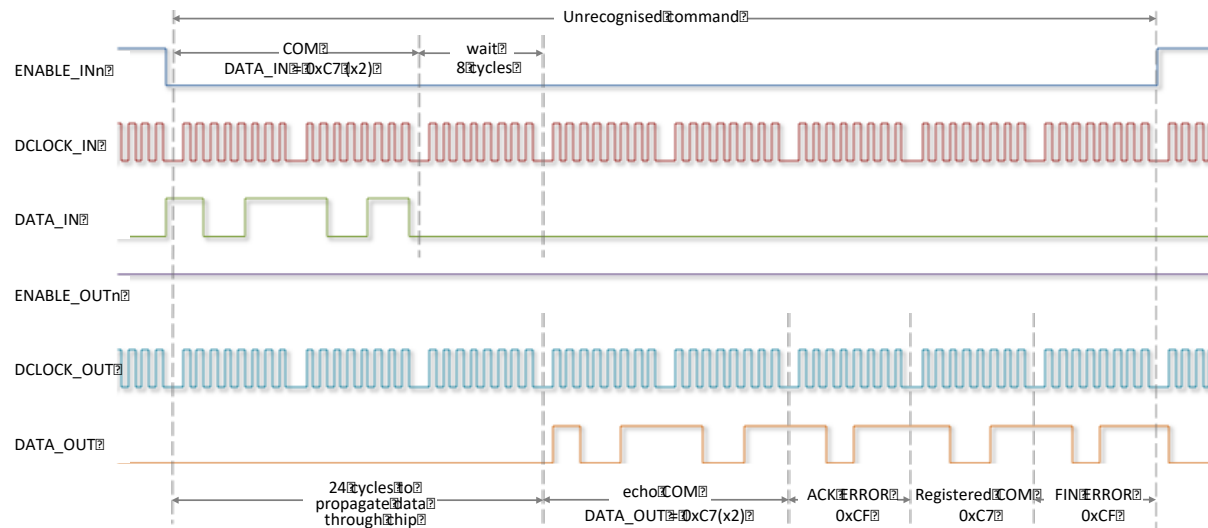 Unrecognised command
COM
DATA_IN = 0xC7 (x2)
wait
8 cycles
ENABLE_INn
DCLOCK_IN
DATA_IN
ENABLE_OUTn
DCLOCK_OUT
DATA_OUT
24 cycles to
propagate data
through chip
echo COM
DATA_OUT = 0xC7(x2)
ACK ERROR
0xCF
Registered COM
0xC7
FIN ERROR
0xCF